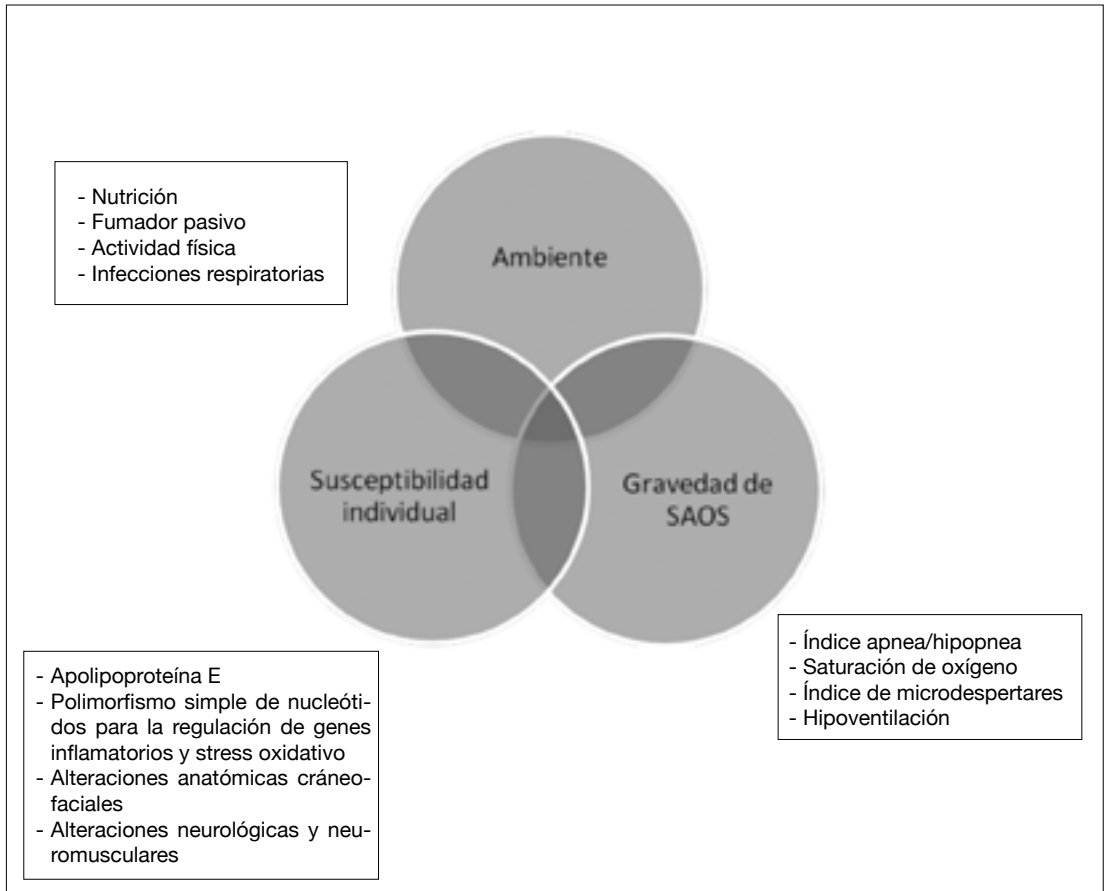 - Nutrición
- Fumador pasivo
- Actividad física
- Infecciones respiratorias
Ambiente
Susceptibilidad
individual
Gravedad de
SAOS
- Apolipoproteína E
- Polimorfismo simple de nucleóti-
dos para la regulación de genes
inflamatorios y stress oxidativo
- Alteraciones anatómicas cráneo-
faciales
- Alteraciones neurológicas y neu-
romusculares
- Índice apnea/hipopnea
- Saturación de oxígeno
- Índice de microdespertares
- Hipoventilación